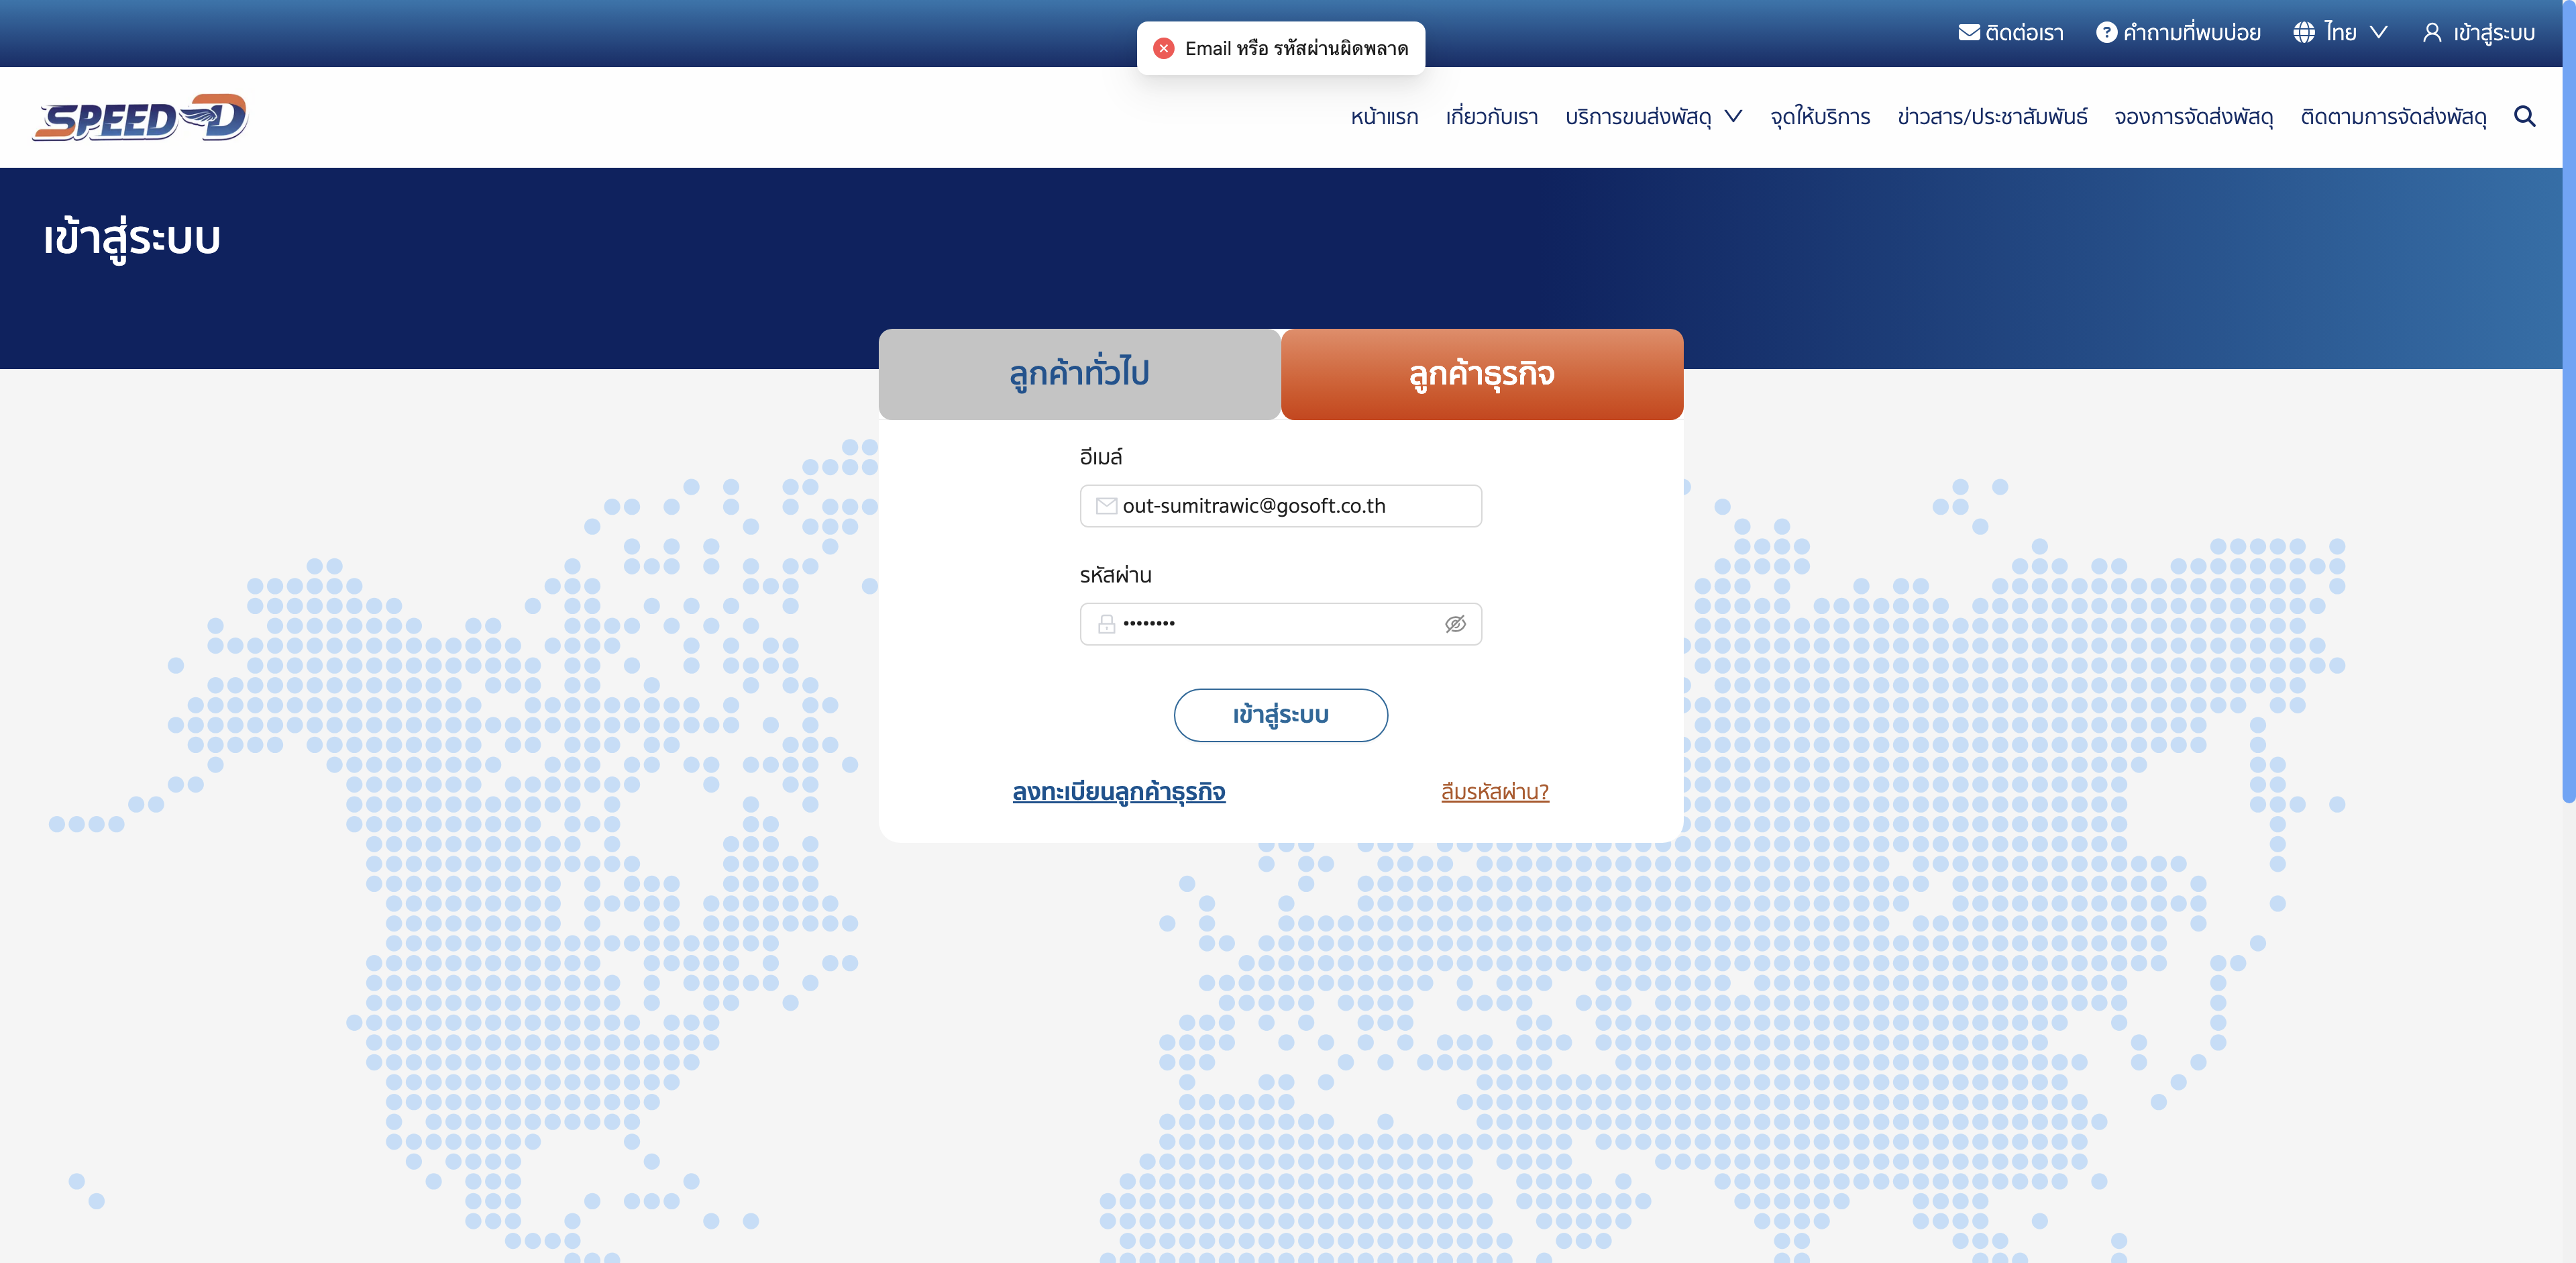 ติดต่อเรา คำถามที่พบบ่อย ไทย เข้าสู่ระบบ
Email หรือ รหัสผ่านผิดพลาด
SPEED-D
หน้าแรก เกี่ยวกับเรา บริการขนส่งพัสดุ จุดให้บริการ ข่าวสาร/ประชาสัมพันธ์ จองการจัดส่งพัสดุ ติดตามการจัดส่งพัสดุ
เข้าสู่ระบบ
ลูกค้าทั่วไป ลูกค้าธุรกิจ
อีเมล์
out-sumitrawic@gosoft.co.th
รหัสผ่าน
••••••••
เข้าสู่ระบบ
ลงทะเบียนลูกค้าธุรกิจ ลืมรหัสผ่าน?